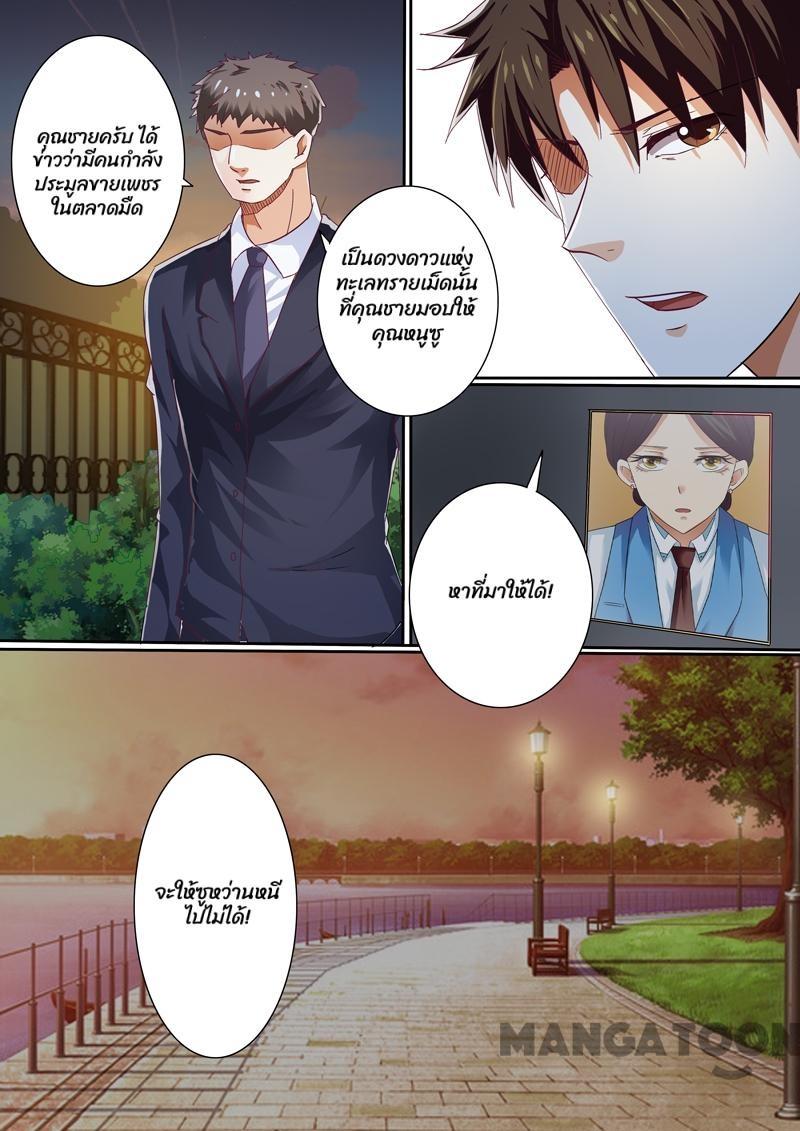 คุณชายครับ ได้
ข่าวว่ามีคนกำลัง
ประมูลขายเพชร
ในตลาดมืด
เป็นดวงดาวแห่ง
ทะเลทรายเม็ดนั้น
ที่คุณชายมอบให้
คุณหนูซู
หาที่มาให้ได้!
จะให้ซูหว่านหนี
ไปไม่ได้!
MANGATOON